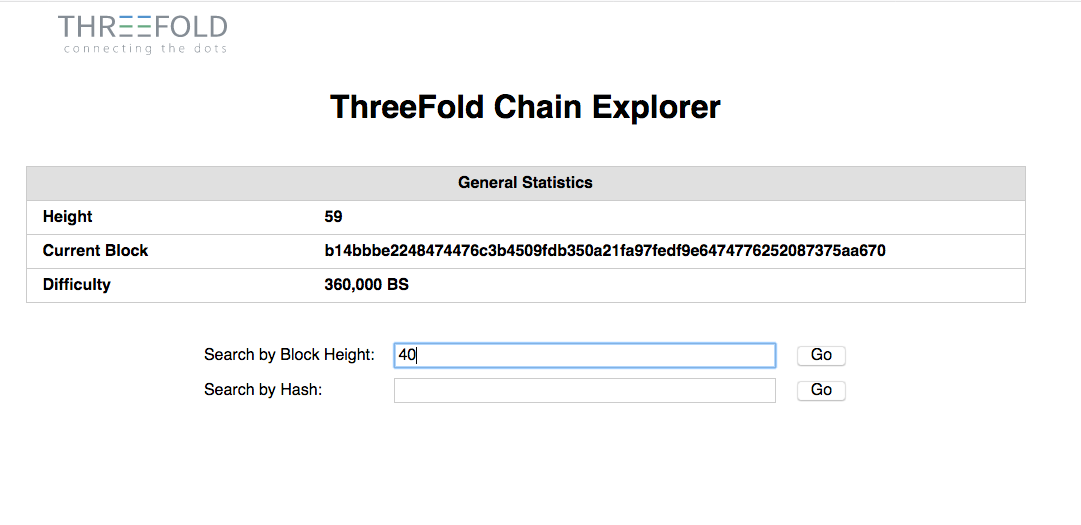 THREEFOLD
connecting the dots
ThreeFold Chain Explorer
General Statistics
Height 59
Current Block b14bbbe2248474476c3b4509fdb350a21fa97fedf9e6474776252087375aa670
Difficulty 360,000 BS
Search by Block Height: 40 Go
Search by Hash: Go